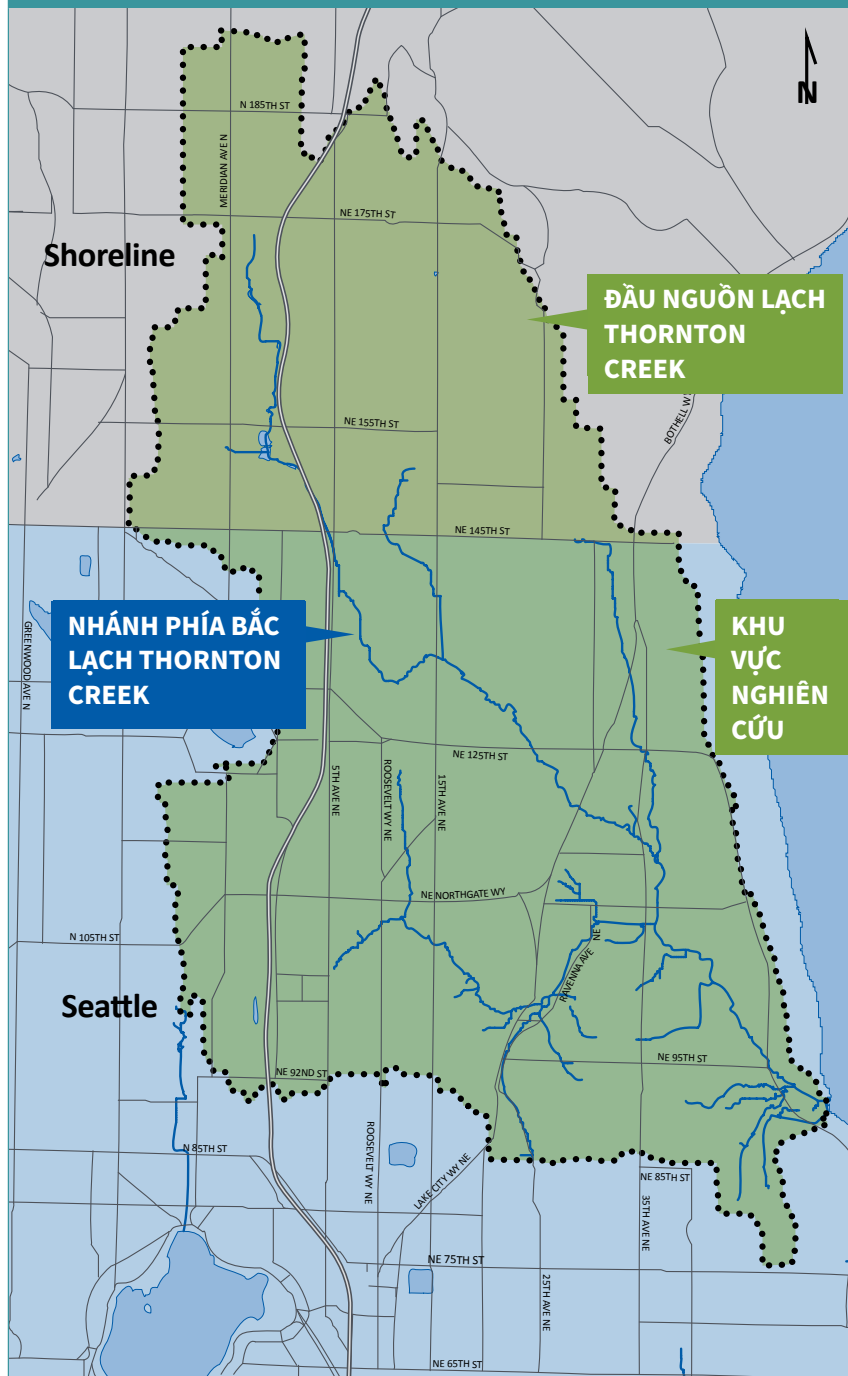 N
N 185TH ST
MERIDIAN AVE N
NE 175TH ST
Shoreline
ĐẦU NGUỒN LẠCH
THORNTON
CREEK
BOTHELL W
NE 155TH ST
NE 145TH ST
NHÁNH PHÍA BẮC
LẠCH THORNTON
CREEK
KHU
VỰC
NGHIÊN
CỨU
GREENWOOD AVE N
NE 125TH ST
5TH AVE NE
ROOSEVELT WY NE
15TH AVE NE
NE NORTHGATE WY
N 105TH ST
RAVENNA AVE
NE
Seattle
NE 95TH ST
NE 92ND ST
ROOSEVELT WY NE
N 85TH ST
LAKE CITY WY NE
NE 85TH ST
35TH AVE NE
NE 75TH ST
25TH AVE NE
NE 65TH ST